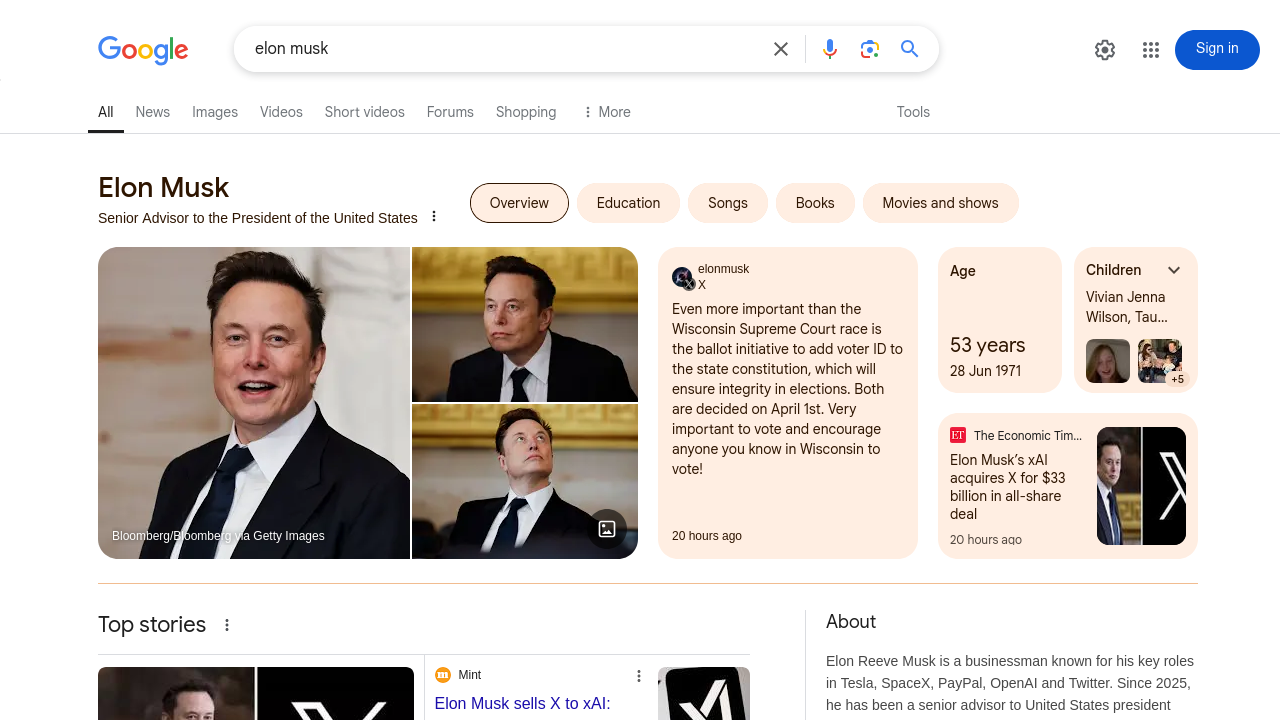 Google
elon musk
Sign in
All
News
Images
Videos
Short videos
Forums
Shopping
More
Tools
Elon Musk
Senior Advisor to the President of the United States
Overview
Education
Songs
Books
Movies and shows
Bloomberg/Bloomberg via Getty Images
elonmusk
X
Even more important than the
Wisconsin Supreme Court race is
the ballot initiative to add voter ID to
the state constitution, which will
ensure integrity in elections. Both
are decided on April 1st. Very
important to vote and encourage
anyone you know in Wisconsin to
vote!
20 hours ago
Age
53 years
28 Jun 1971
Children
Vivian Jenna
Wilson, Tau...
+5
ET
The Economic Tim...
Elon Musk's xAI
acquires X for $33
billion in all-share
deal
20 hours ago
Top stories
m
Mint
Elon Musk sells X to xAI:
About
Elon Reeve Musk is a businessman known for his key roles
in Tesla, SpaceX, PayPal, OpenAI and Twitter. Since 2025,
he has been a senior advisor to United States president